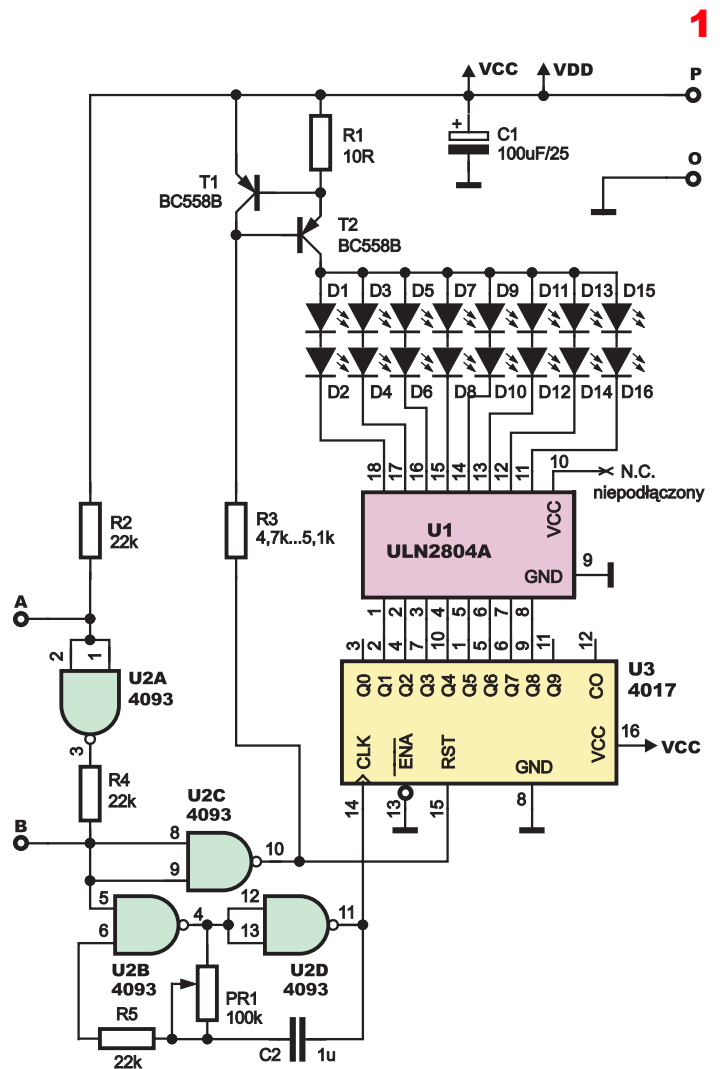 1
VCC
VDD
P
R1
10R
+
C1
100uF/25
O
T1
BC558B
T2
BC558B
D1 D3 D5 D7 D9 D11 D13 D15
D2 D4 D6 D8 D10 D12 D14 D16
18 17 16 15 14 13 12 11 10
N.C.
niepodłączony
R2
22k
R3
4,7k...5,1k
U1
ULN2804A
VCC
GND
9
A
1 2 3 4 5 6 7 8
2 1
U2A
4093
3
3 2 4 7 10 1 5 6 9 11 12
Q0 Q1 Q2 Q3 Q4 Q5 Q6 Q7 Q8 Q9 CO
U3
4017
CLK ENA RST GND VCC
16
VCC
14 13 15 8
R4
22k
B
U2C
4093
8
9
10
5
6
4
12
13
11
U2B
4093
U2D
4093
PR1
100k
R5
22k
C2
1u